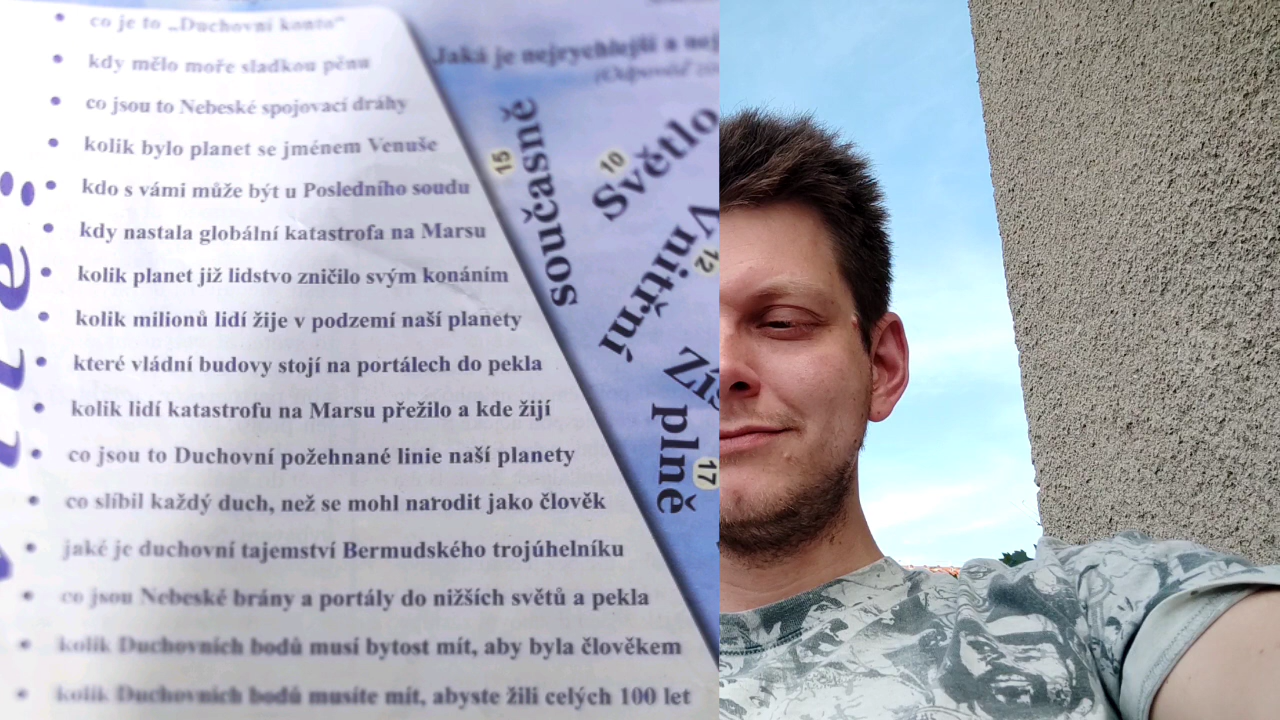 co je to „Duchovní konto"
kdy mělo moře sladkou pěnu
co jsou to Nebeské spojovací dráhy
kolik bylo planet se jménem Venuše
kdo s vámi může být u Posledního soudu
kdy nastala globální katastrofa na Marsu
kolik planet již lidstvo zničilo svým konáním
kolik milionů lidí žije v podzemí naší planety
které vládní budovy stojí na portálech do pekla
kolik lidí katastrofu na Marsu přežilo a kde žijí
co jsou to Duchovní požehnané linie naší planety
co slíbil každý duch, než se mohl narodit jako člověk
jaké je duchovní tajemství Bermudského trojúhelníku
co jsou Nebeské brány a portály do nižších světů a pekla
kolik Duchovních bodů musí bytost mít, aby byla člověkem
kolik Duchovních bodů musíte mít, abyste žili celých 100 let
Jaká je nejrychlejší a nej
(Odpověď
15
současně
10
Světlo
12
Vnitřní
17
plně